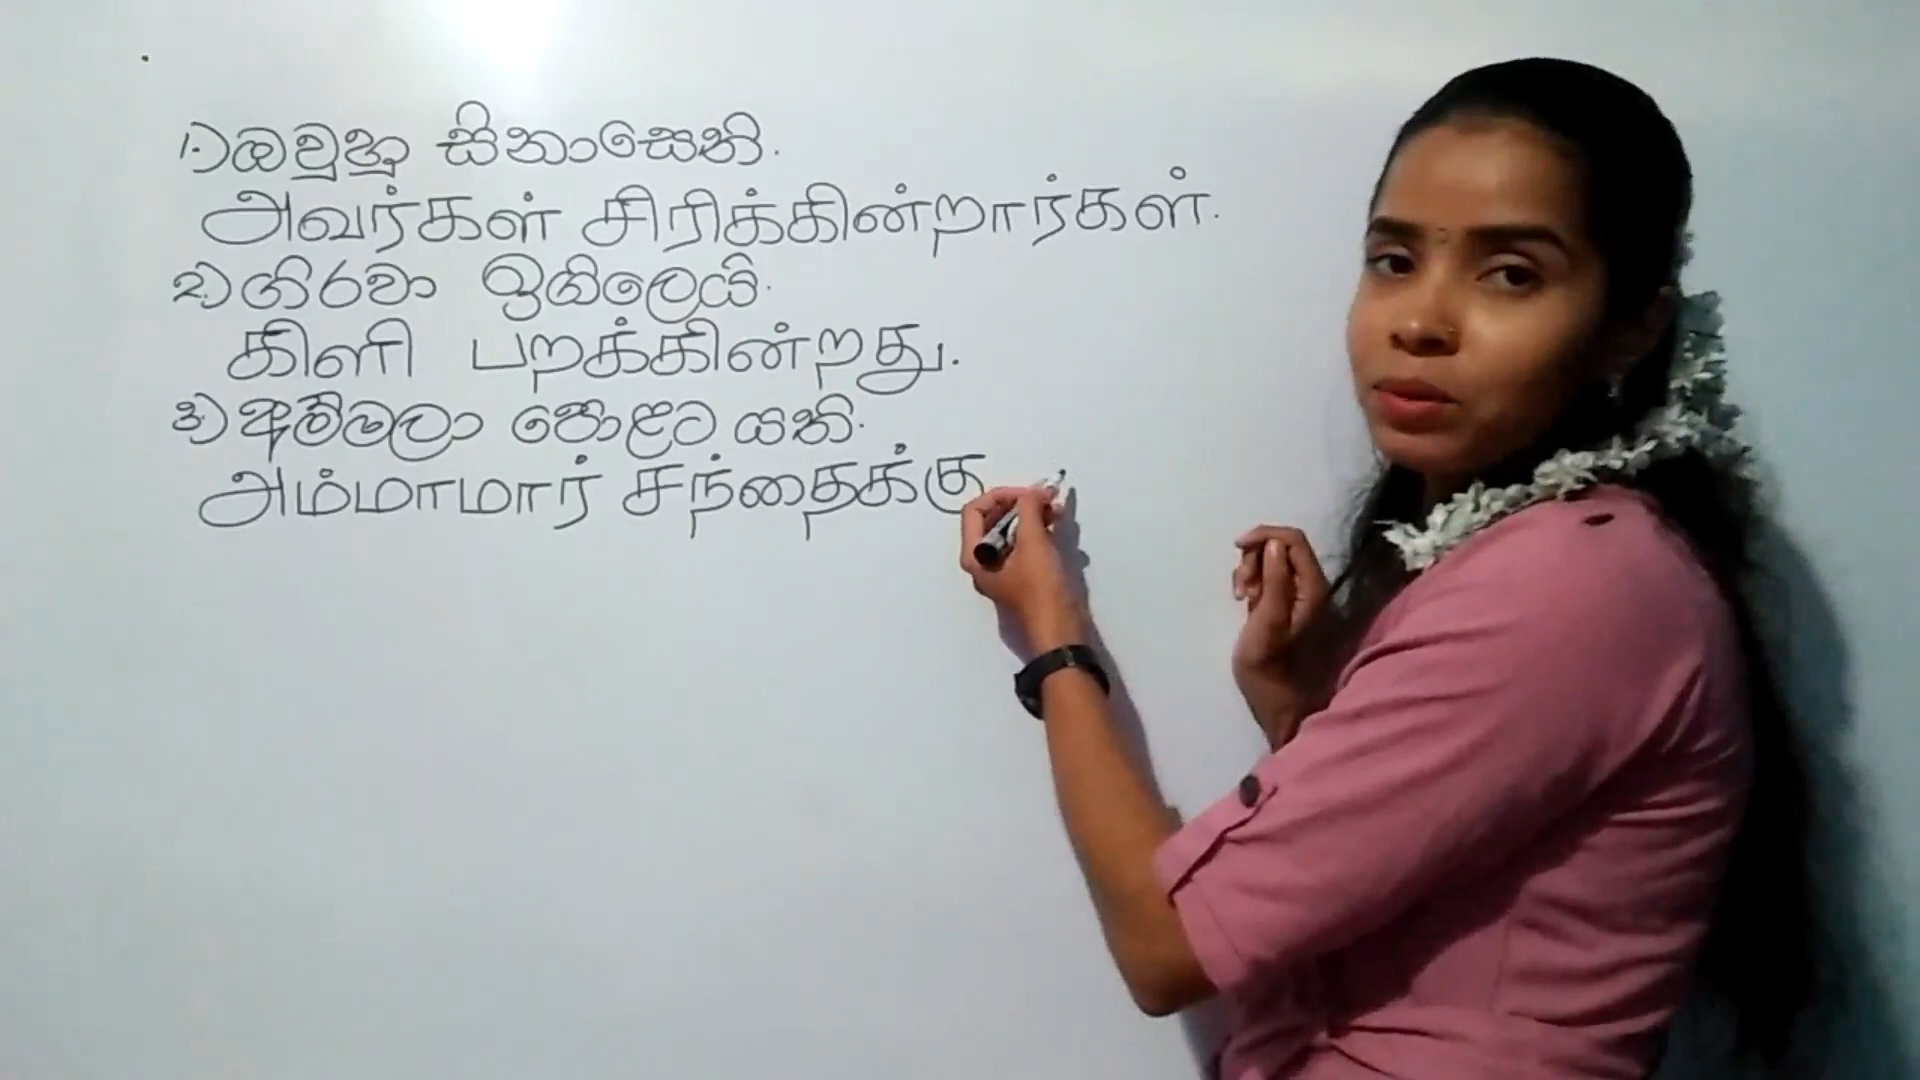 1) ඔවුහු සිනාසෙති.
அவர்கள் சிரிக்கின்றார்கள்.
2) ගිරවා ඉගිලෙයි.
கிளி பறக்கின்றது.
3) අම්මලා පොළට යති.
அம்மாமார் சந்தைக்கு